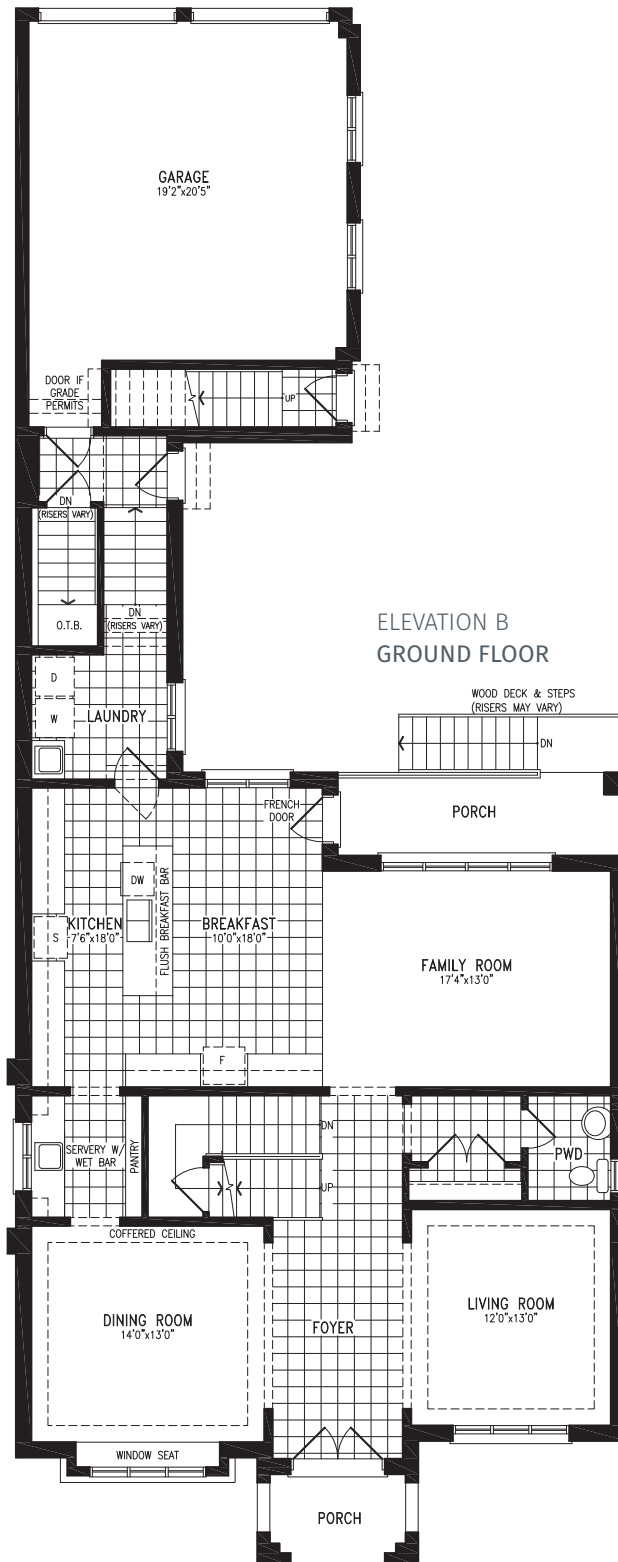 GARAGE
19'2"x20'5"
DOOR IF
GRADE
PERMITS
UP
DN
(RISERS VARY)
O.T.B.
DN
(RISERS VARY)
ELEVATION B
GROUND FLOOR
D
W
LAUNDRY
WOOD DECK & STEPS
(RISERS MAY VARY)
DN
FRENCH
DOOR
PORCH
DW
FLUSH BREAKFAST BAR
S
KITCHEN
7'6"x18'0"
BREAKFAST
10'0"x18'0"
FAMILY ROOM
17'4"x13'0"
F
SERVERY W/
WET BAR
PANTRY
DN
UP
PWD
COFFERED CEILING
DINING ROOM
14'0"x13'0"
FOYER
LIVING ROOM
12'0"x13'0"
WINDOW SEAT
PORCH